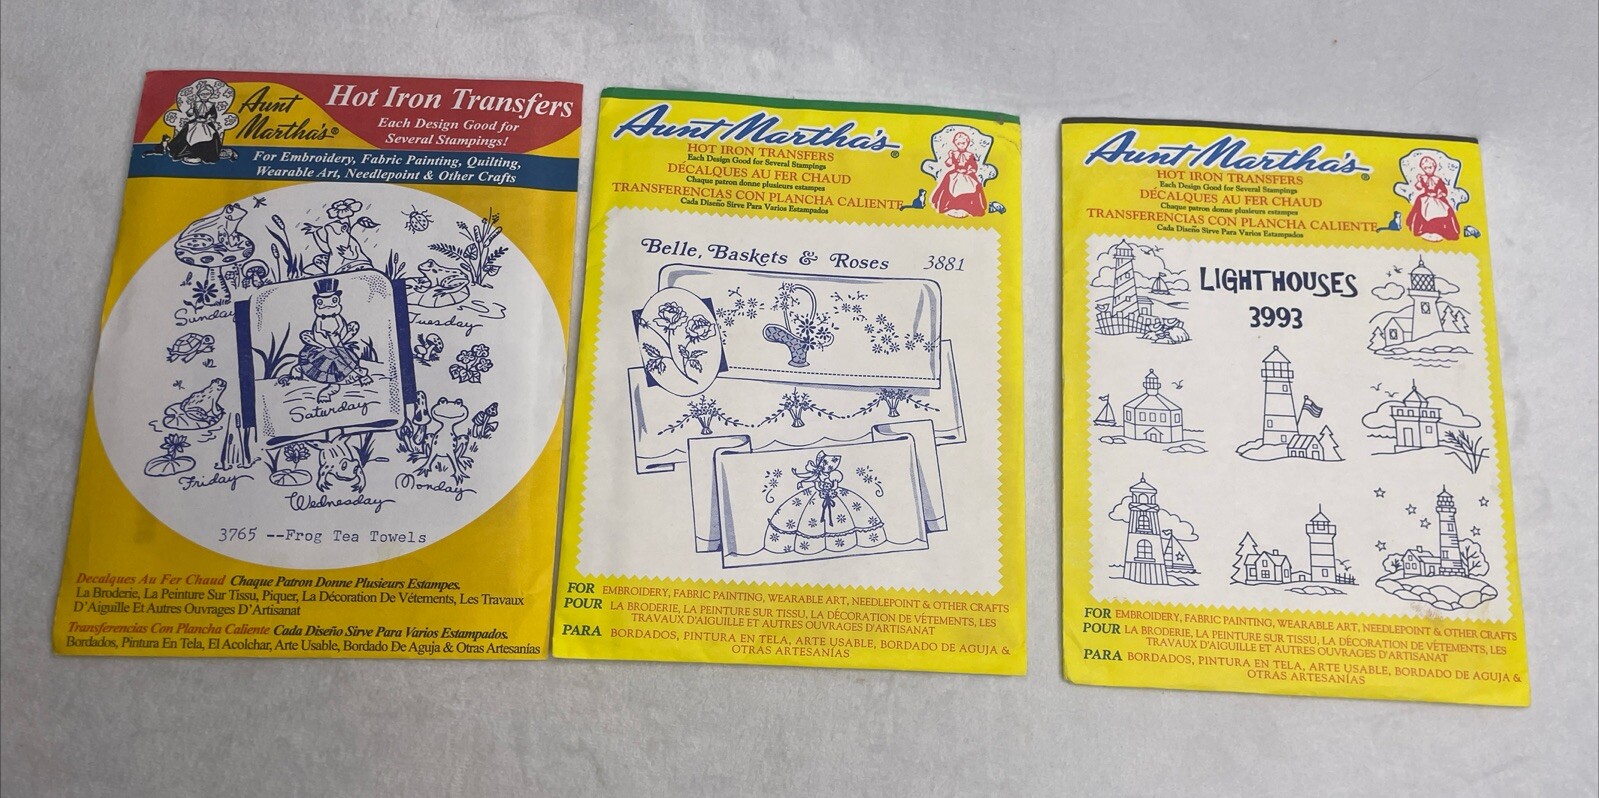 Aunt
Martha's®
Hot Iron Transfers
Each Design Good for
Several Stampings!
For Embroidery, Fabric Painting, Quilting,
Wearable Art, Needlepoint & Other Crafts
Sunday
Tuesday
Saturday
Friday
Monday
Wednesday
3765 --Frog Tea Towels
Decalques Au Fer Chaud Chaque Patron Donne Plusieurs Estampes.
La Broderie, La Peinture Sur Tissu, Piquer, La Décoration De Vétements, Les Travaux
D'Aiguille Et Autres Ouvrages D'Artisanat
Transferencias Con Plancha Caliente Cada Diseño Sirve Para Varios Estampados.
Bordados, Pintura En Tela, El Acolchar, Arte Usable, Bordado De Aguja & Otras Artesanías
Aunt Martha's®
HOT IRON TRANSFERS
Each Design Good for Several Stampings
DÉCALQUES AU FER CHAUD
Chaque patron donne plusieurs estampes
TRANSFERENCIAS CON PLANCHA CALIENTE
Cada Diseño Sirve Para Varios Estampados
Belle, Baskets & Roses 3881
FOR EMBROIDERY, FABRIC PAINTING, WEARABLE ART, NEEDLEPOINT & OTHER CRAFTS
POUR LA BRODERIE, LA PEINTURE SUR TISSU, LA DÉCORATION DE VÉTEMENTS, LES
TRAVAUX D'AIGUILLE ET AUTRES OUVRAGES D'ARTISANAT
PARA BORDADOS, PINTURA EN TELA, ARTE USABLE, BORDADO DE AGUJA &
OTRAS ARTESANÍAS
Aunt Martha's®
HOT IRON TRANSFERS
Each Design Good for Several Stampings
DÉCALQUES AU FER CHAUD
Chaque patron donne plusieurs estampes
TRANSFERENCIAS CON PLANCHA CALIENTE
Cada Diseño Sirve Para Varios Estampados
LIGHTHOUSES
3993
FOR EMBROIDERY, FABRIC PAINTING, WEARABLE ART, NEEDLEPOINT & OTHER CRAFTS
POUR LA BRODERIE, LA PEINTURE SUR TISSU, LA DÉCORATION DE VÉTEMENTS, LES
TRAVAUX D'AIGUILLE ET AUTRES OUVRAGES D'ARTISANAT
PARA BORDADOS, PINTURA EN TELA, ARTE USABLE, BORDADO DE AGUJA &
OTRAS ARTESANÍAS